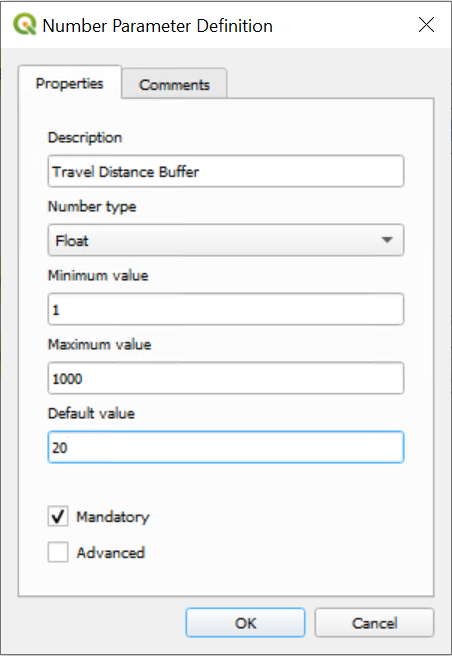 Number Parameter Definition
Properties
Comments
Description
Travel Distance Buffer
Number type
Float
Minimum value
1
Maximum value
1000
Default value
20
Mandatory
Advanced
OK
Cancel